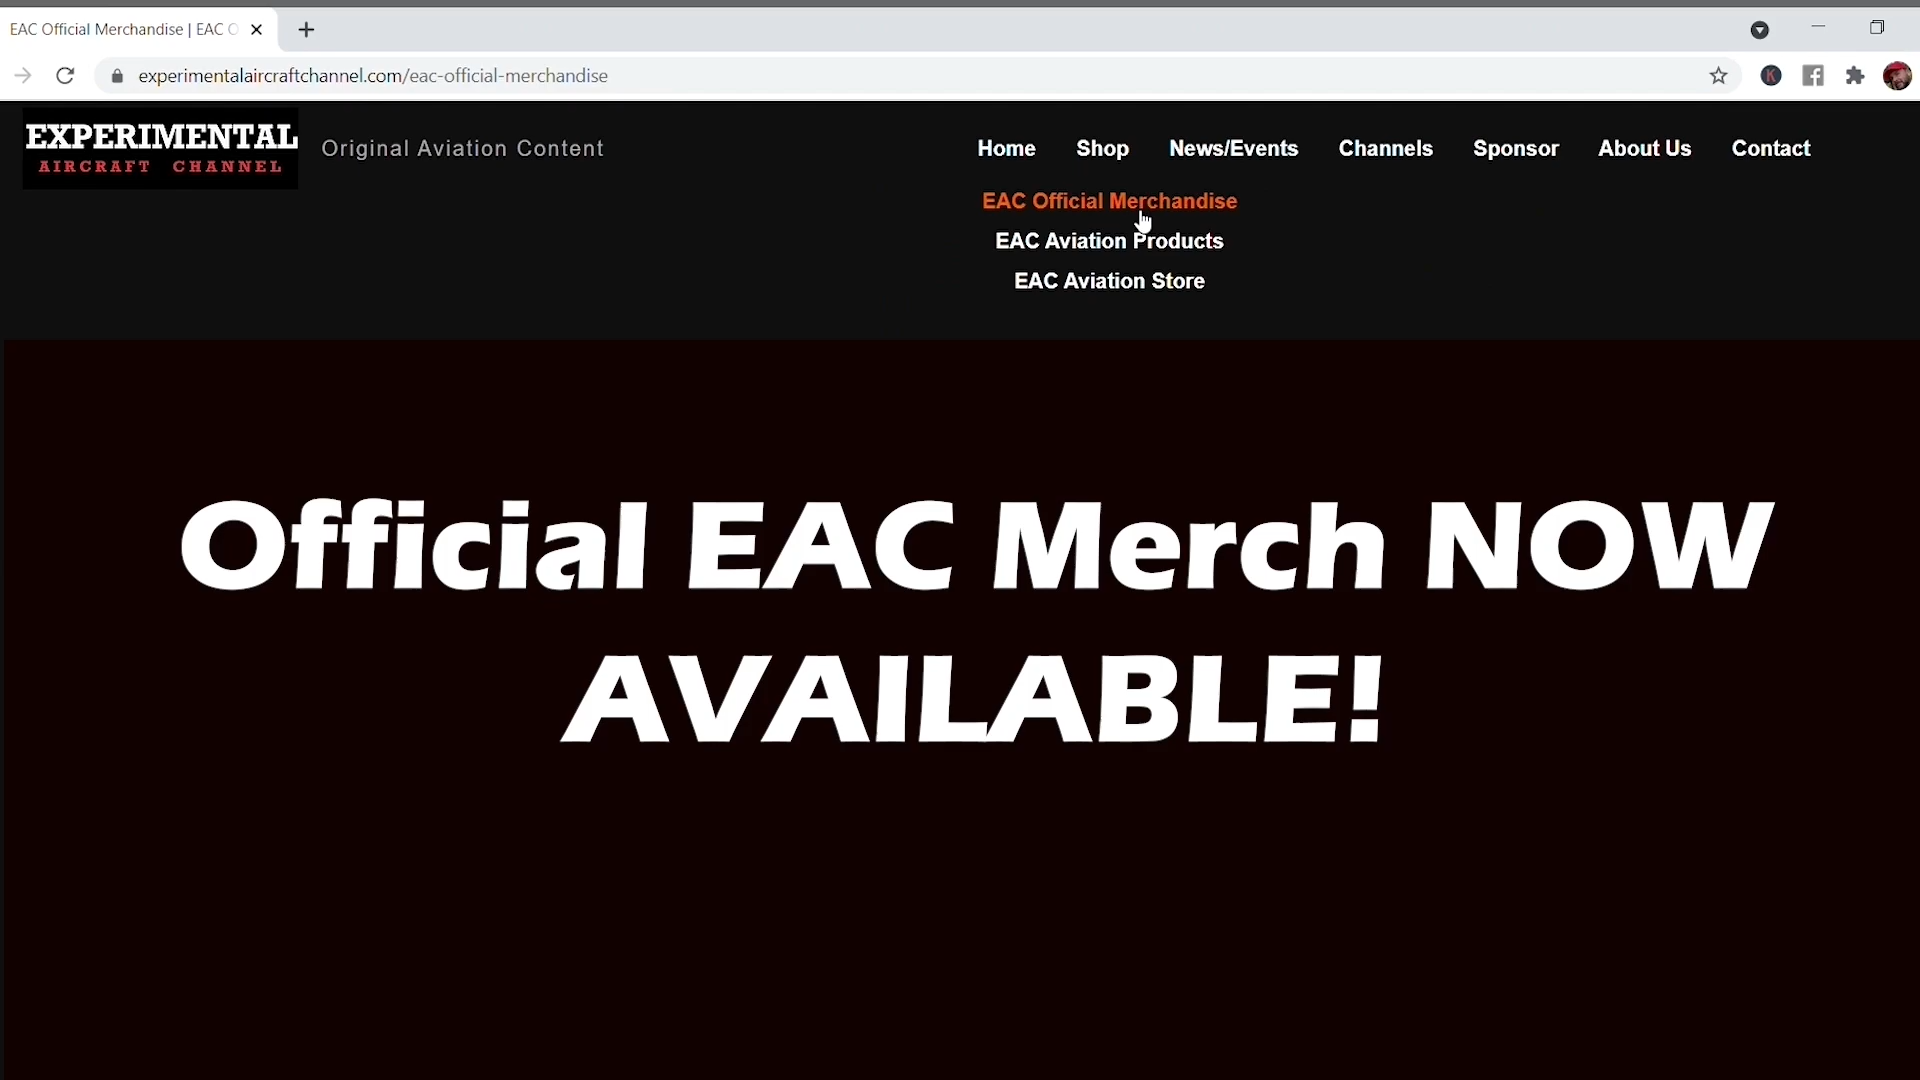 EAC Official Merchandise | EAC O
experimentalaircraftchannel.com/eac-official-merchandise
K
EXPERIMENTAL
AIRCRAFT CHANNEL
Original Aviation Content
Home Shop News/Events Channels Sponsor About Us Contact
EAC Official Merchandise
EAC Aviation Products
EAC Aviation Store
Official EAC Merch NOW
AVAILABLE!